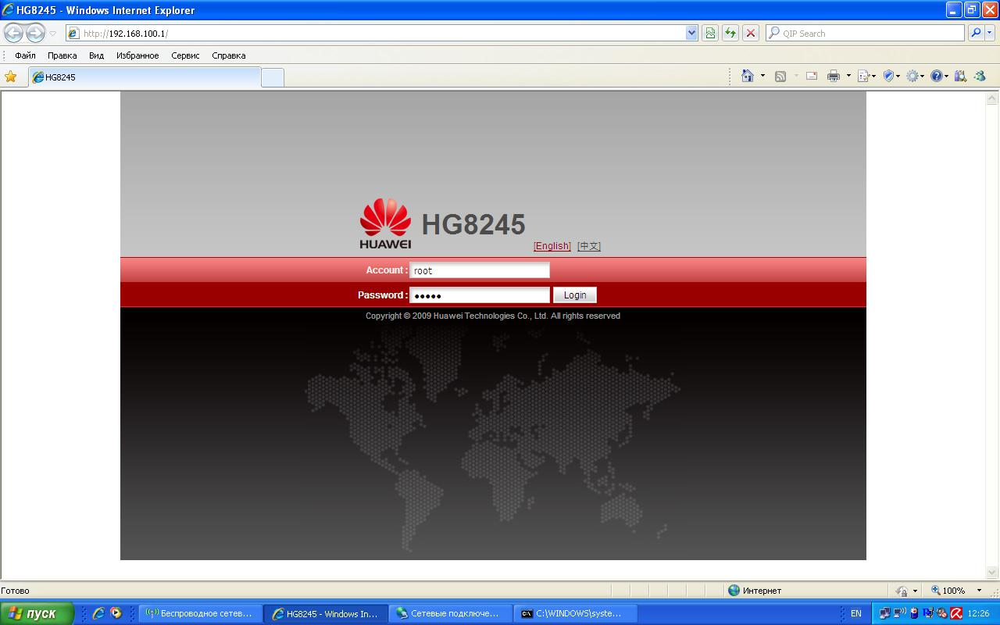 HG8245 - Windows Internet Explorer
http://192.168.100.1/
QIP Search
Файл Правка Вид Избранное Сервис Справка
HG8245
HUAWEI
HG8245
[English] [中文]
Account : root
Password : ●●●●● Login
Copyright © 2009 Huawei Technologies Co., Ltd. All rights reserved
Готово Интернет 100%
пуск Беспроводное сетев... HG8245 - Windows In... Сетевые подключе... C:\WINDOWS\syste... EN 12:26